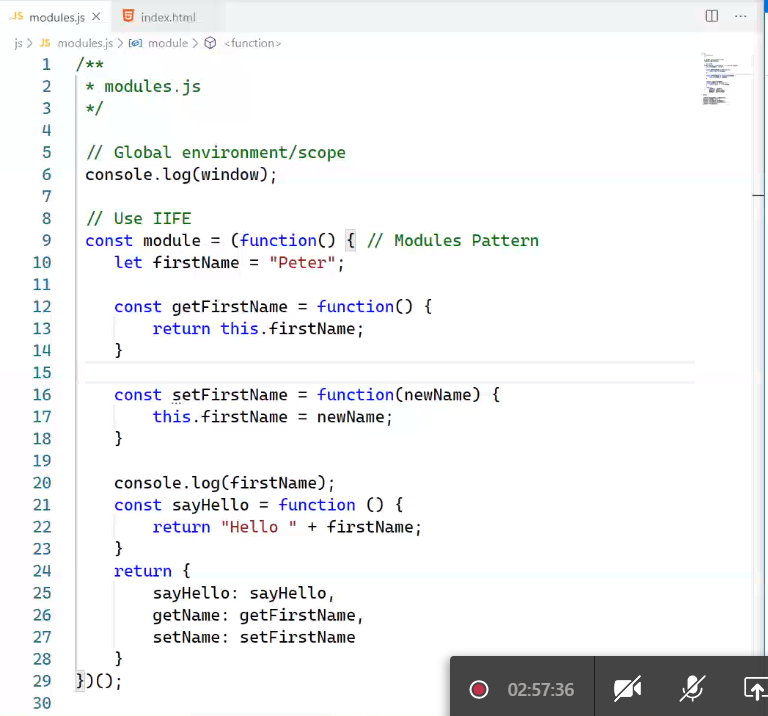 JS modules.js × index.html ...
js > JS modules.js > module > <function>
1 /**
2 * modules.js
3 */
4
5 // Global environment/scope
6 console.log(window);
7
8 // Use IIFE
9 const module = (function() { // Modules Pattern
10 let firstName = "Peter";
11
12 const getFirstName = function() {
13 return this.firstName;
14 }
15
16 const setFirstName = function(newName) {
17 this.firstName = newName;
18 }
19
20 console.log(firstName);
21 const sayHello = function () {
22 return "Hello " + firstName;
23 }
24 return {
25 sayHello: sayHello,
26 getName: getFirstName,
27 setName: setFirstName
28 }
29 })();
30
02:57:36